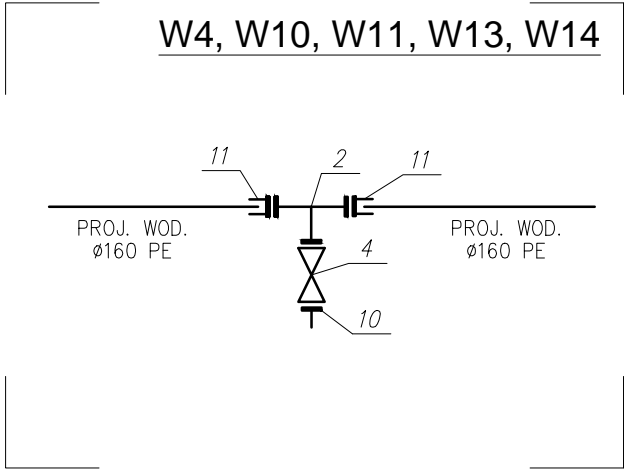 W4, W10, W11, W13, W14
11 2 11
PROJ. WOD.
ø160 PE
PROJ. WOD.
ø160 PE
4
10